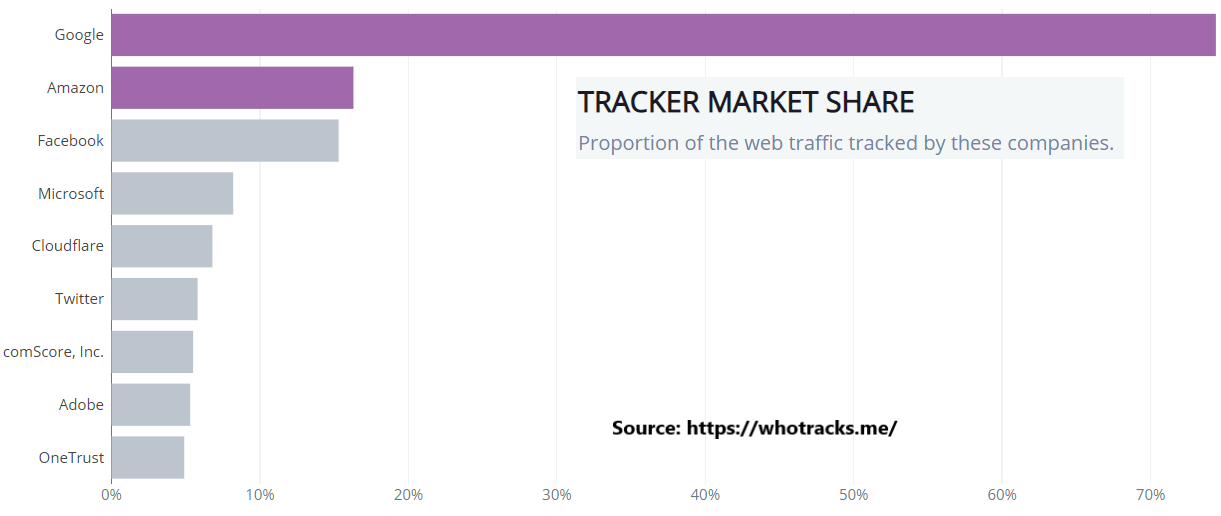 Google
Amazon
TRACKER MARKET SHARE
Facebook
Proportion of the web traffic tracked by these companies.
Microsoft
Cloudflare
Twitter
comScore, Inc.
Adobe
Source: https://whotracks.me/
OneTrust
0% 10% 20% 30% 40% 50% 60% 70%